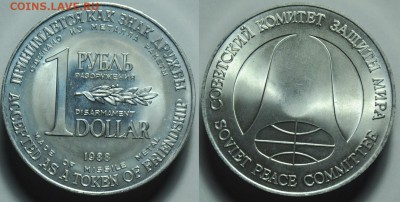 COINS.LAVE.RU
ПРИНИМАЕТСЯ КАК ЗНАК ДРУЖБЫ
СДЕЛАНО ИЗ МЕТАЛЛА РАКЕТ
1 РУБЛЬ
РАЗОРУЖЕНИЯ
DISARMAMENT
DOLLAR
1988
MADE OF MISSILE METAL
ACCEPTED AS A TOKEN OF FRIENDSHIP
СОВЕТСКИЙ КОМИТЕТ ЗАЩИТЫ МИРА
SOVIET PEACE COMMITTEE